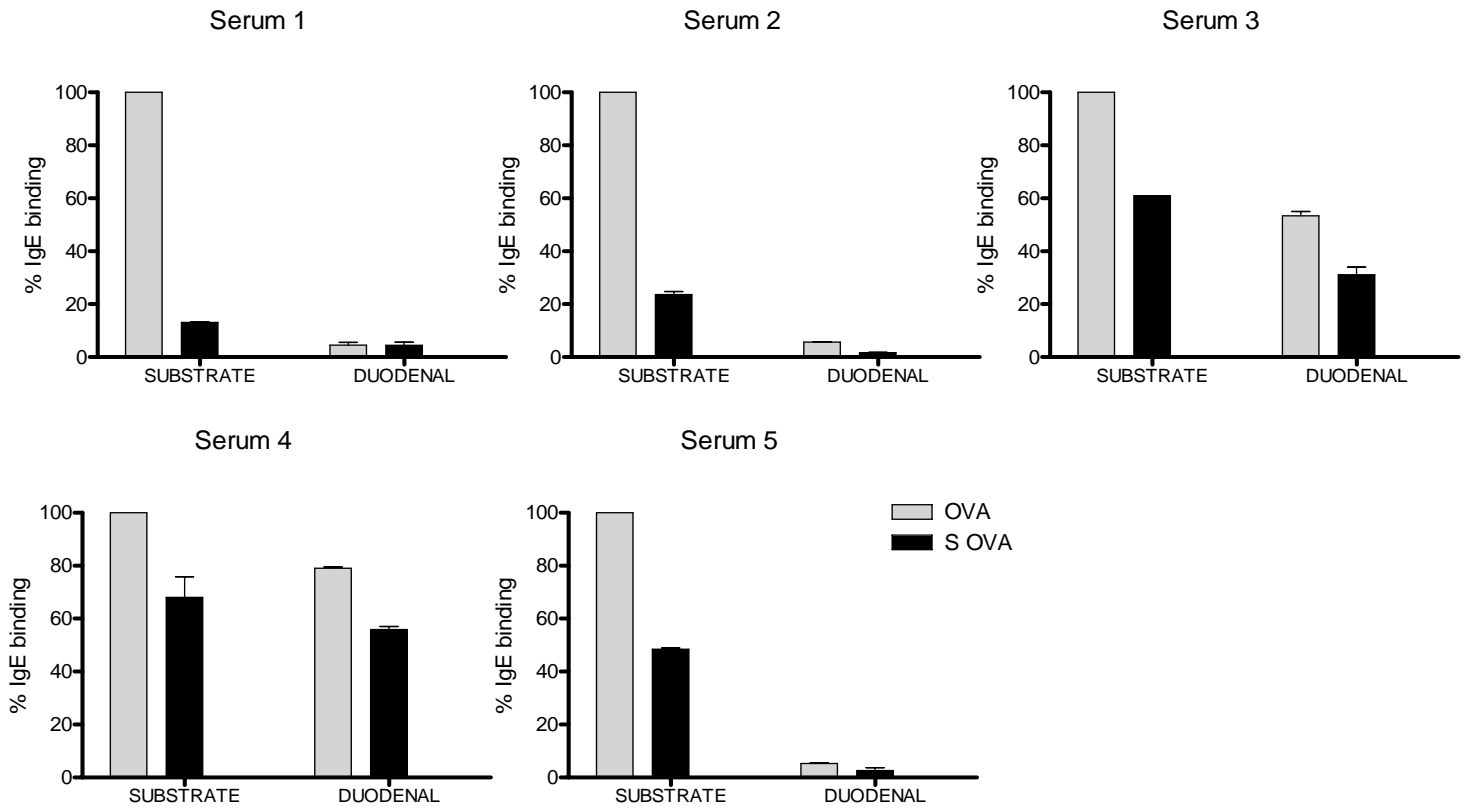 Serum 1
100
80
60
40
20
0
% IgE binding
SUBSTRATE DUODENAL
Serum 2
100
80
60
40
20
0
% IgE binding
SUBSTRATE DUODENAL
Serum 3
100
80
60
40
20
0
% IgE binding
SUBSTRATE DUODENAL
Serum 4
100
80
60
40
20
0
% IgE binding
SUBSTRATE DUODENAL
Serum 5
100
80
60
40
20
0
% IgE binding
SUBSTRATE DUODENAL
OVA
S OVA